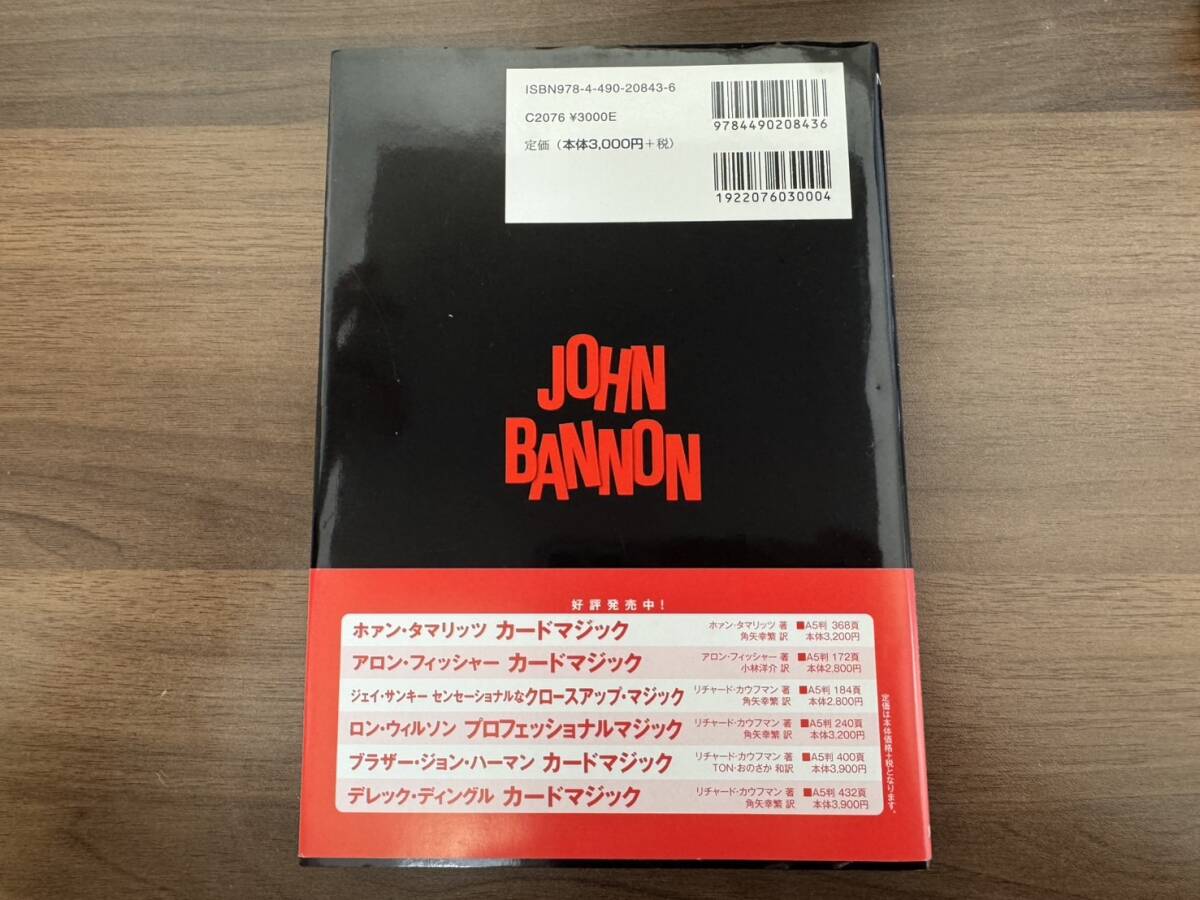 ISBN978-4-490-20843-6
C2076 ¥3000E
定価(本体3,000円+税)
9784490208436
1922076030004
JOHN
BANNON
好評発売中!
ホァン・タマリッツ カードマジック ホァン・タマリッツ 著 ■A5判 368頁
角矢幸繁 訳 本体3,200円
アロン・フィッシャー カードマジック アロン・フィッシャー 著 ■A5判 172頁
小林洋介 訳 本体2,800円
ジェイ・サンキー センセーショナルなクロースアップ・マジック リチャード・カウフマン 著 ■A5判 184頁
角矢幸繁 訳 本体2,800円
ロン・ウィルソン プロフェッショナルマジック リチャード・カウフマン 著 ■A5判 240頁
角矢幸繁 訳 本体3,200円
ブラザー・ジョン・ハーマン カードマジック リチャード・カウフマン 著 ■A5判 400頁
TON・おのさか 和訳 本体3,900円
デレック・ディングル カードマジック リチャード・カウフマン 著 ■A5判 432頁
角矢幸繁 訳 本体3,900円
定価は本体価格+税となります。